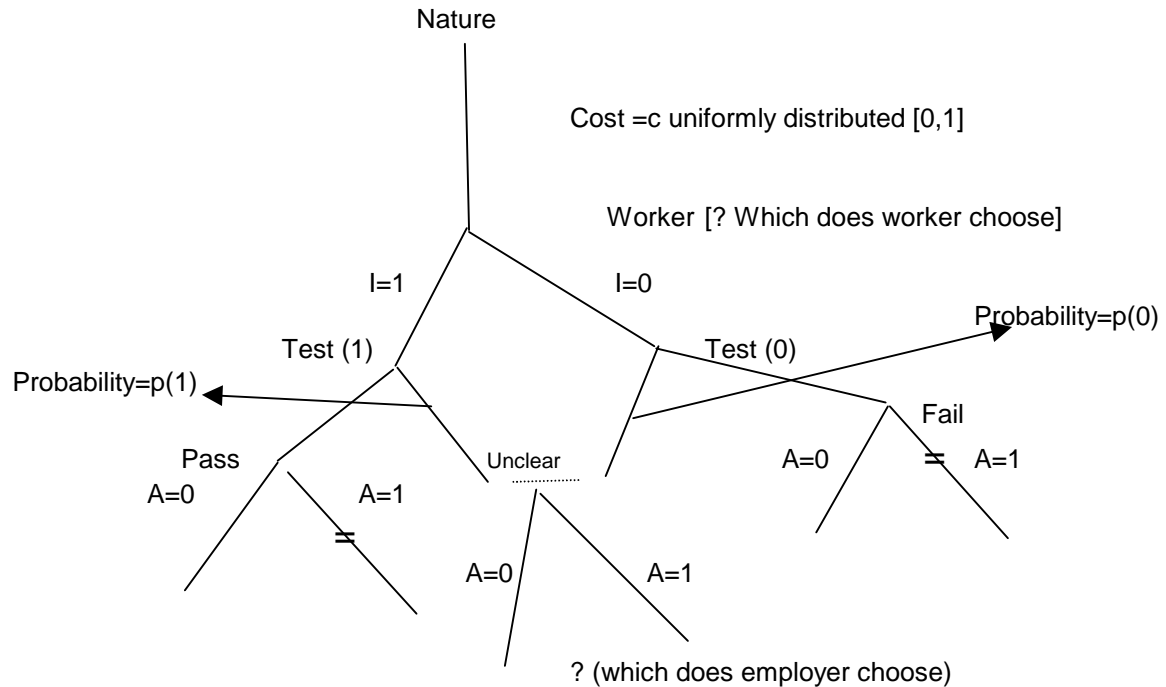 Nature
Cost =c uniformly distributed [0,1]
Worker [? Which does worker choose]
I=1
I=0
Probability=p(0)
Test (1)
Test (0)
Probability=p(1)
Fail
Pass
Unclear
A=0
A=1
A=0
A=1
A=0
A=1
? (which does employer choose)